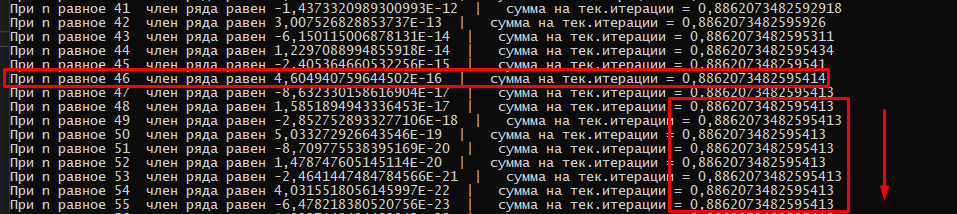 При n равное 41  член ряда равен -1,4373320989300993E-12  |   сумма на тек.итерации = 0,8862073482592918
При n равное 42  член ряда равен 3,007526828853737E-13  |   сумма на тек.итерации = 0,8862073482595926
При n равное 43  член ряда равен -6,150115006878131E-14  |   сумма на тек.итерации = 0,8862073482595311
При n равное 44  член ряда равен 1,2297088994855918E-14  |   сумма на тек.итерации = 0,8862073482595434
При n равное 45  член ряда равен -2,405364660532256E-15  |   сумма на тек.итерации = 0,886207348259541
При n равное 46  член ряда равен 4,604940759644502E-16  |   сумма на тек.итерации = 0,8862073482595414
При n равное 47  член ряда равен -8,632330158616904E-17  |   сумма на тек.итерации = 0,8862073482595413
При n равное 48  член ряда равен 1,5851894943336453E-17  |   сумма на тек.итерации = 0,8862073482595413
При n равное 49  член ряда равен -2,8527528933277106E-18  |   сумма на тек.итерации = 0,8862073482595413
При n равное 50  член ряда равен 5,033272926643546E-19  |   сумма на тек.итерации = 0,8862073482595413
При n равное 51  член ряда равен -8,709775538395169E-20  |   сумма на тек.итерации = 0,8862073482595413
При n равное 52  член ряда равен 1,478747605145114E-20  |   сумма на тек.итерации = 0,8862073482595413
При n равное 53  член ряда равен -2,4641447484784566E-21  |   сумма на тек.итерации = 0,8862073482595413
При n равное 54  член ряда равен 4,0315518056145997E-22  |   сумма на тек.итерации = 0,8862073482595413
При n равное 55  член ряда равен -6,478218380520756E-23  |   сумма на тек.итерации = 0,8862073482595413